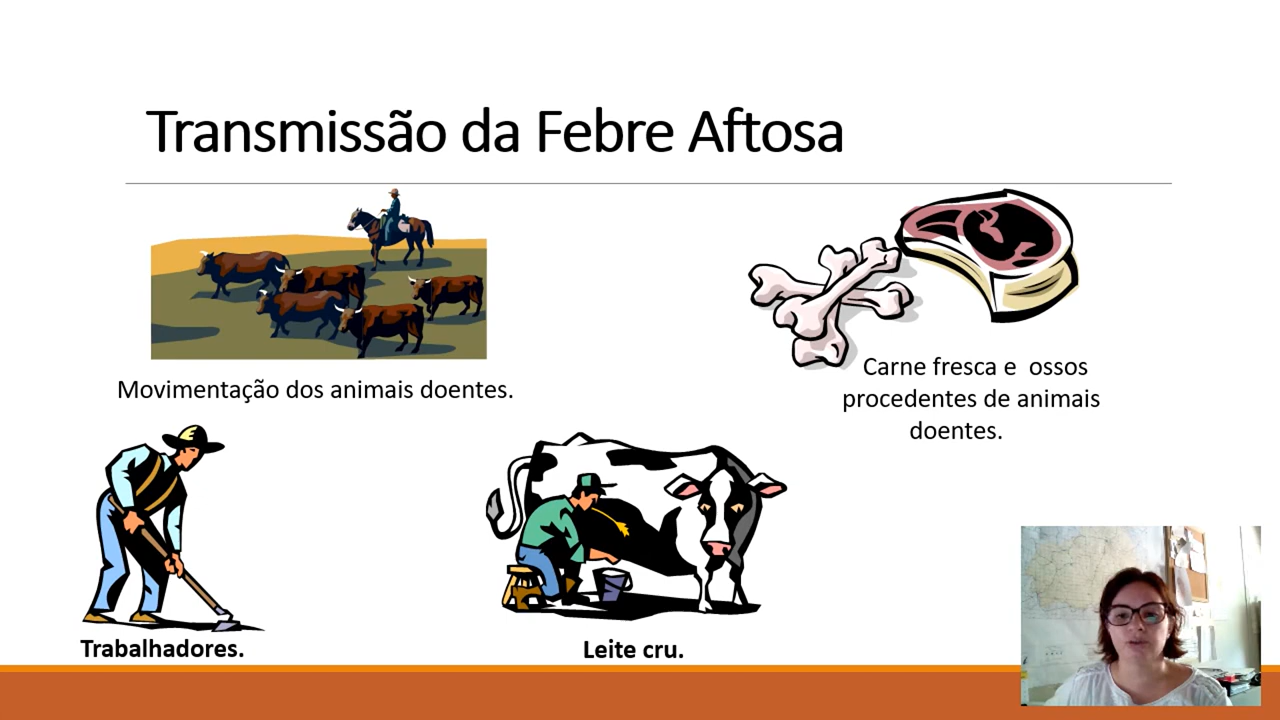 Transmissão da Febre Aftosa
Movimentação dos animais doentes.
Carne fresca e ossos
procedentes de animais
doentes.
Trabalhadores.
Leite cru.